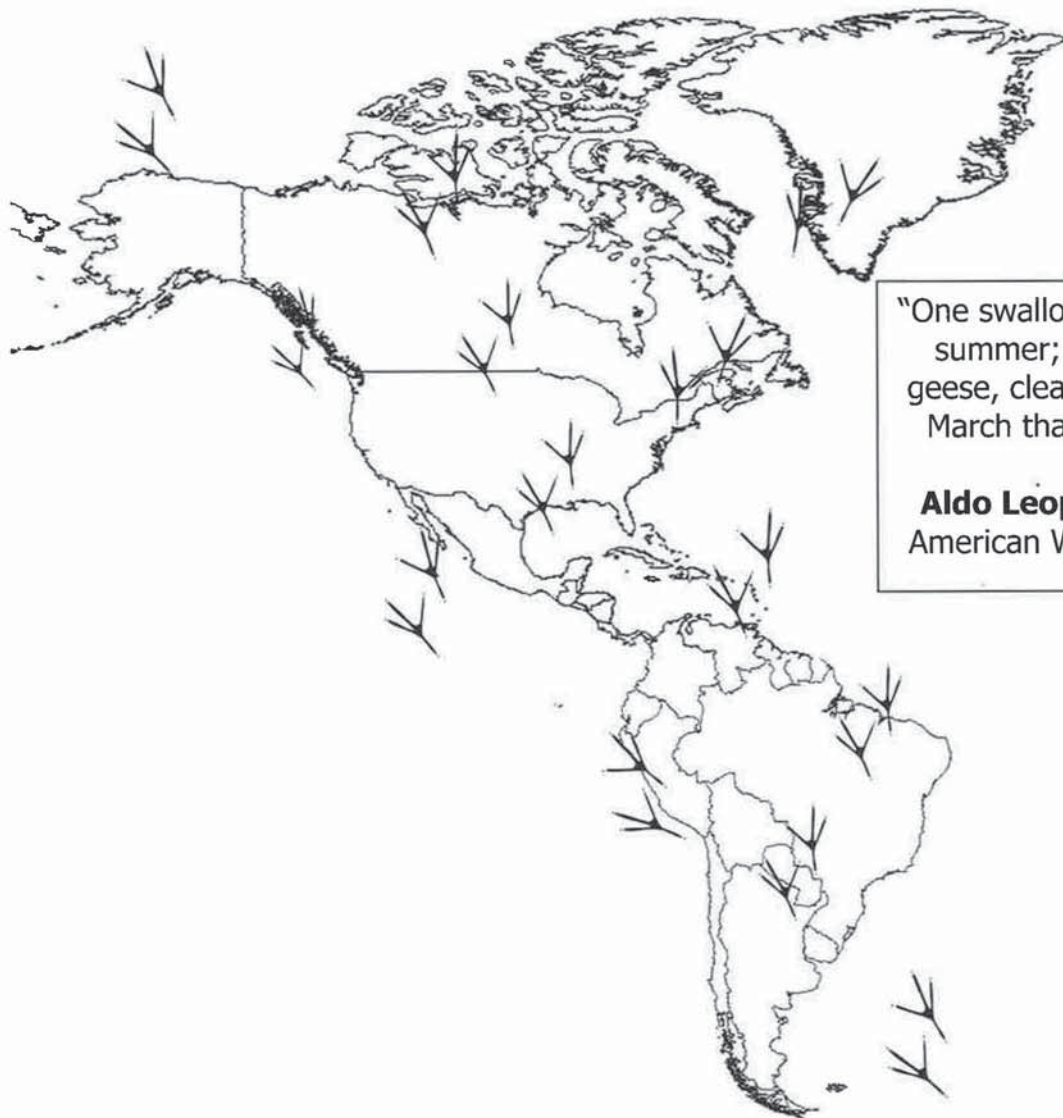 "One swallo
summer;
geese, clea
March tha
Aldo Leop
American W